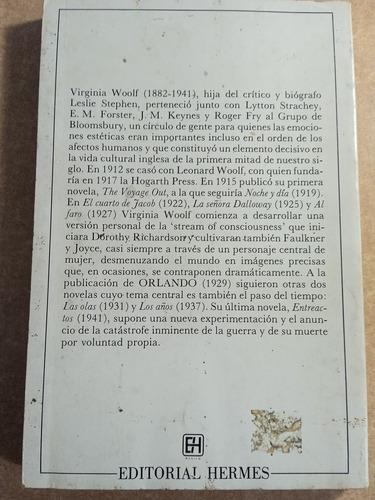 Virginia Woolf (1882-1941), hija del crítico y biógrafo
Leslie Stephen, perteneció junto con Lytton Strachey,
E. M. Forster, J. M. Keynes y Roger Fry al Grupo de
Bloomsbury, un círculo de gente para quienes las emocio-
nes estéticas eran importantes incluso en el orden de los
afectos humanos y que constituyó un elemento decisivo en
la vida cultural inglesa de la primera mitad de nuestro si-
glo. En 1912 se casó con Leonard Woolf, con quien fun-
daría en 1917 la Hogarth Press. En 1915 publicó su primera
novela, The Voyage Out, a la que seguiría Noche y día (1919).
En El cuarto de Jacob (1922), La señora Dalloway (1925) y Al
faro (1927) Virginia Woolf comienza a desarrollar una
versión personal de la 'stream of consciousness' que ini-
ciara Dorothy Richardson y cultivaran también Faulkner
y Joyce, casi siempre a través de un personaje central de
mujer, desmenuzando el mundo en imágenes precisas
que, en ocasiones, se contraponen dramáticamente. A la
publicación de ORLANDO (1929) siguieron otras dos
novelas cuyo tema central es también el paso del tiempo:
Las olas (1931) y Los años (1937). Su última novela, Entreac-
tos (1941), supone una nueva experimentación y el anun-
cio de la catástrofe inminente de la guerra y de su muerte
por voluntad propia.
EH
MEXICO
EDITORIAL HERMES